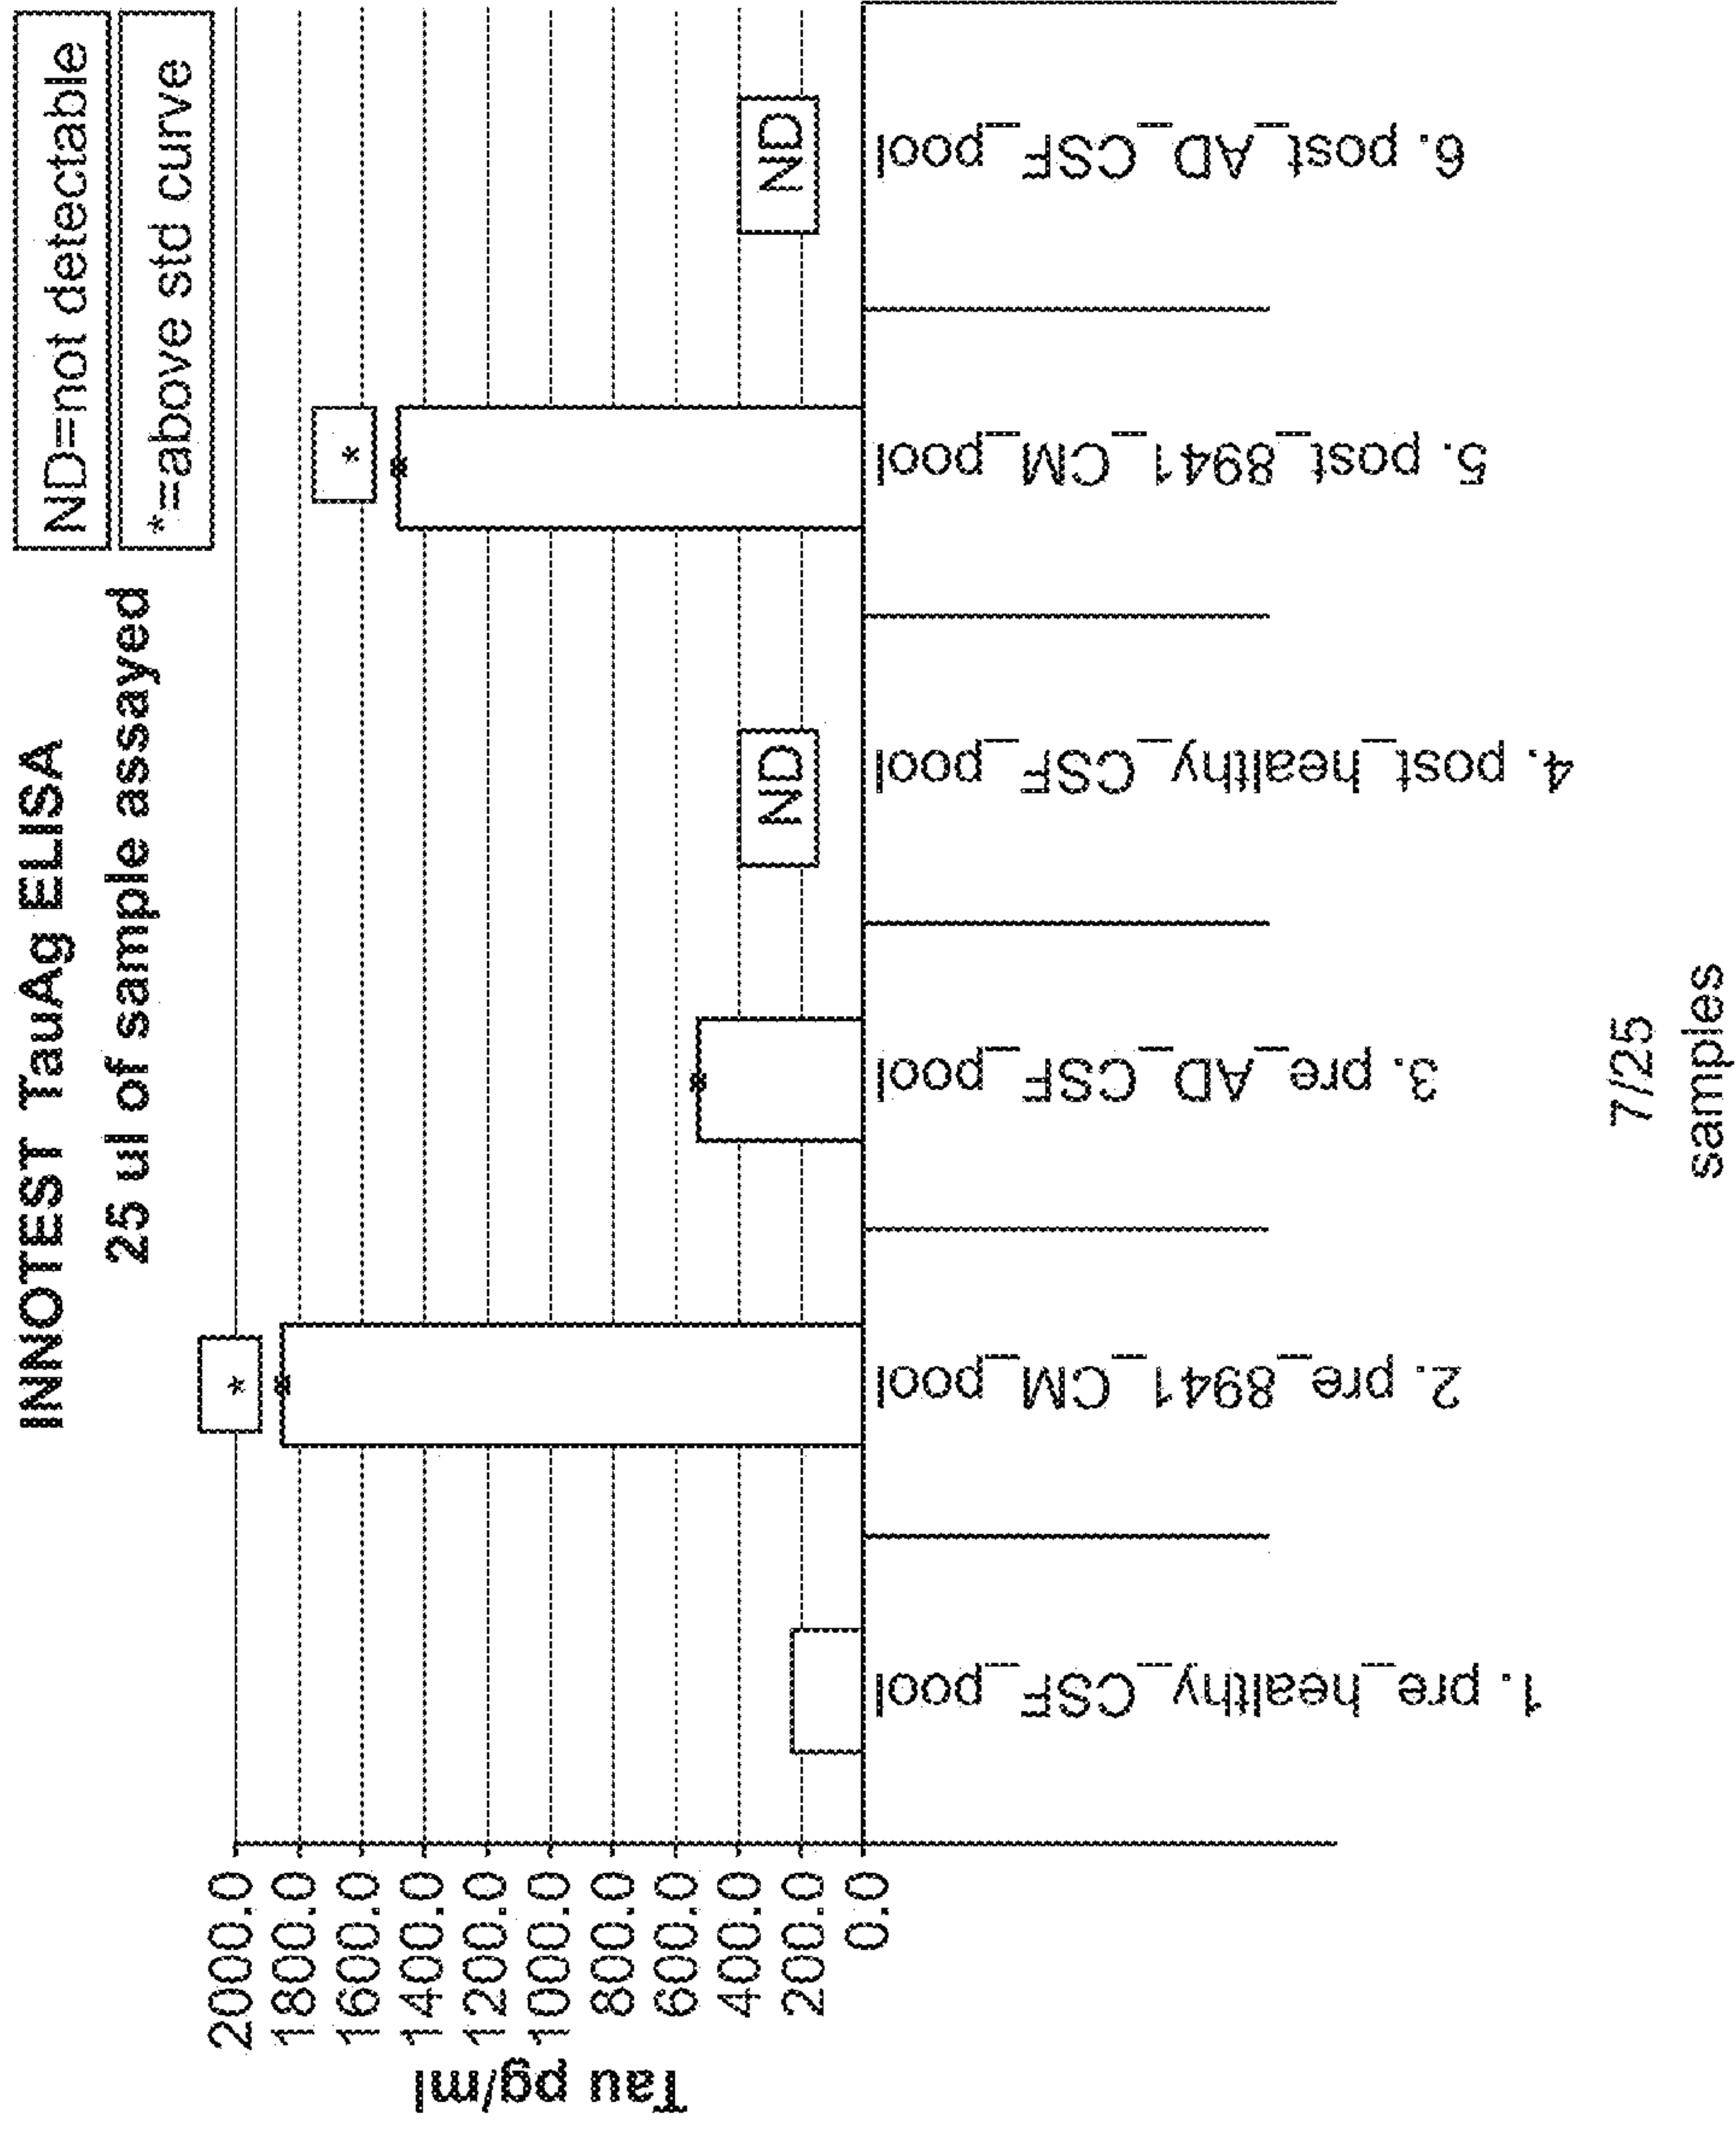 INNOTEST TauAg ELISA
25 ul of sample assayed
ND=not detectable
*=above std curve
Tau pg/ml
2000.0
1800.0
1600.0
1400.0
1200.0
1000.0
800.0
600.0
400.0
200.0
0.0
*
ND
*
ND
1. pre_healthy_CSF_pool
2. pre_8941_CM_pool
3. pre_AD_CSF_pool
4. post_healthy_CSF_pool
5. post_8941_CM_pool
6. post_AD_CSF_pool
7/25
samples